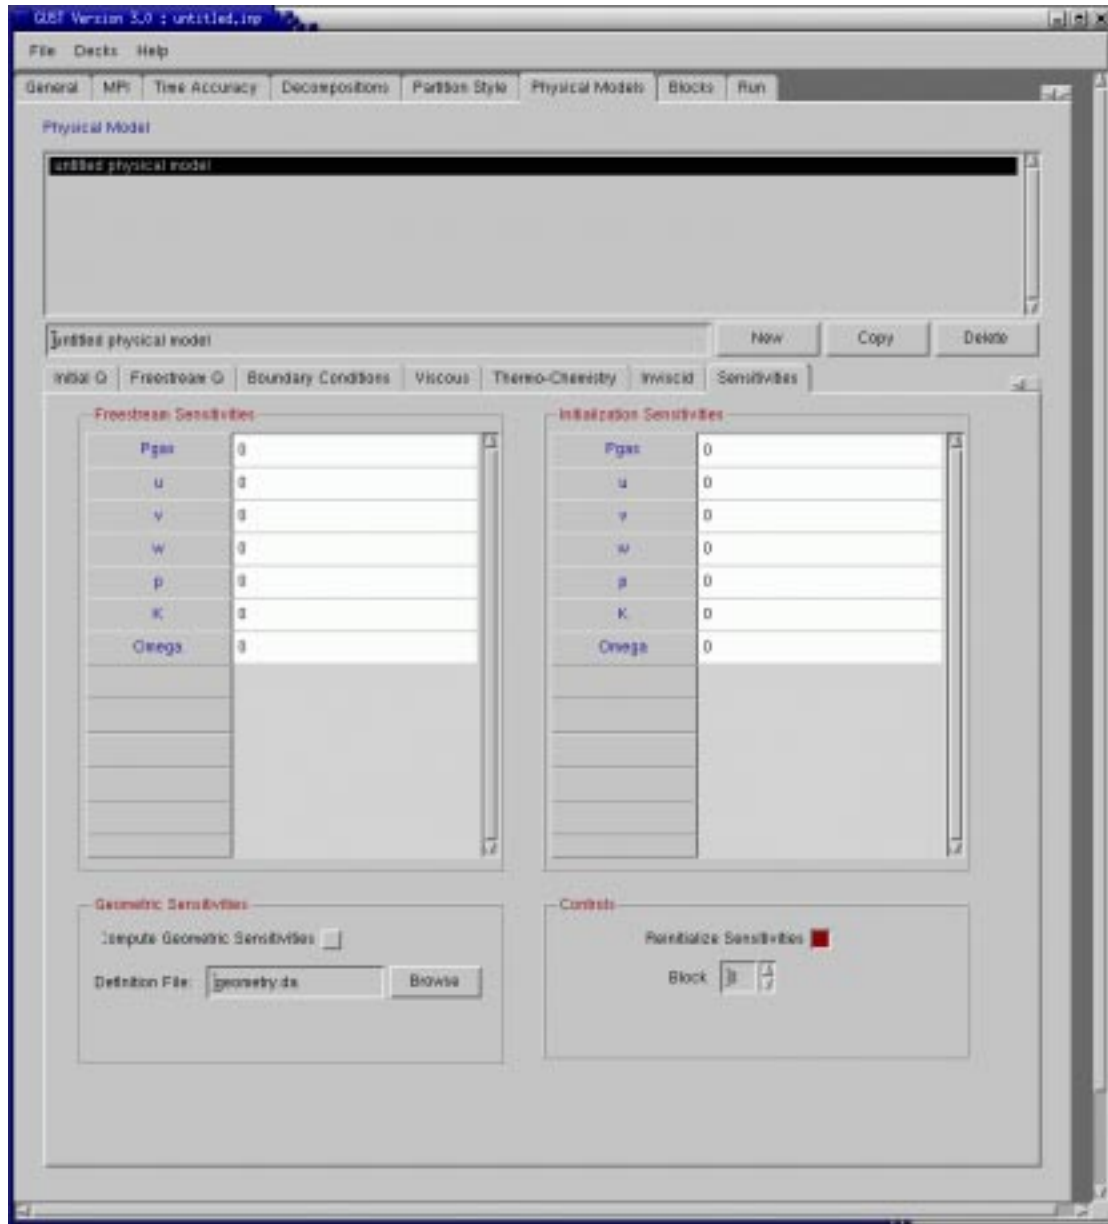 GUST Version 3.0 : untitled.inp
File Decks Help
General MPI Time Accuracy Decompositions Partition Style Physical Models Blocks Run
Physical Model
untitled physical model
untitled physical model New Copy Delete
Initial Q Freestream Q Boundary Conditions Viscous Thermo-Chemistry Inviscid Sensitivities
Freestream Sensitivities Initialization Sensitivities
Pgas 0 Pgas 0
u 0 u 0
v 0 v 0
w 0 w 0
p 0 p 0
K 0 K 0
Omega 0 Omega 0
Geometric Sensitivities Controls
Compute Geometric Sensitivities Reinitialize Sensitivities
Definition File: geometry.da Browse Block